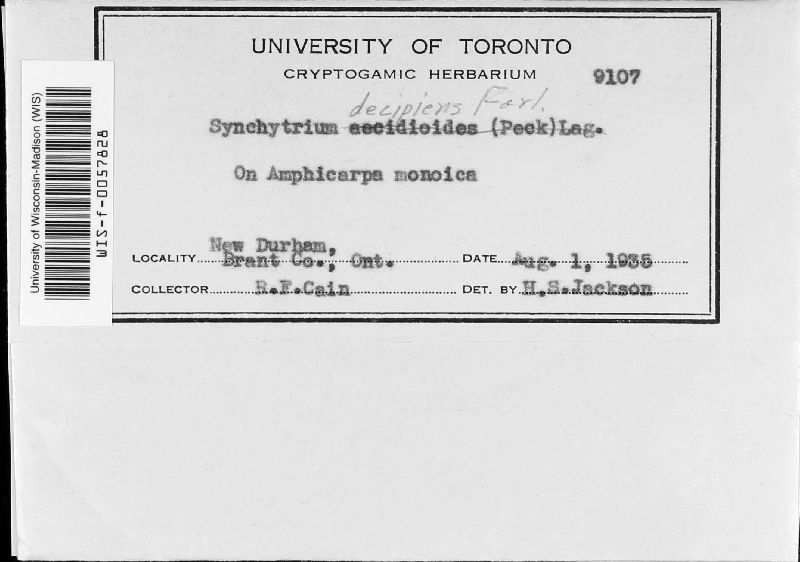 UNIVERSITY OF TORONTO
CRYPTOGAMIC HERBARIUM 9107
decipiens Farl.
Synchytrium aecidioides (Peck)Lag.
On Amphicarpa monoica
New Durham,
LOCALITY Brant Co., Ont. DATE Aug. 1, 1935
COLLECTOR R.F.Cain DET. BY H.S.Jackson
University of Wisconsin-Madison (WIS)
WIS-f-0057828